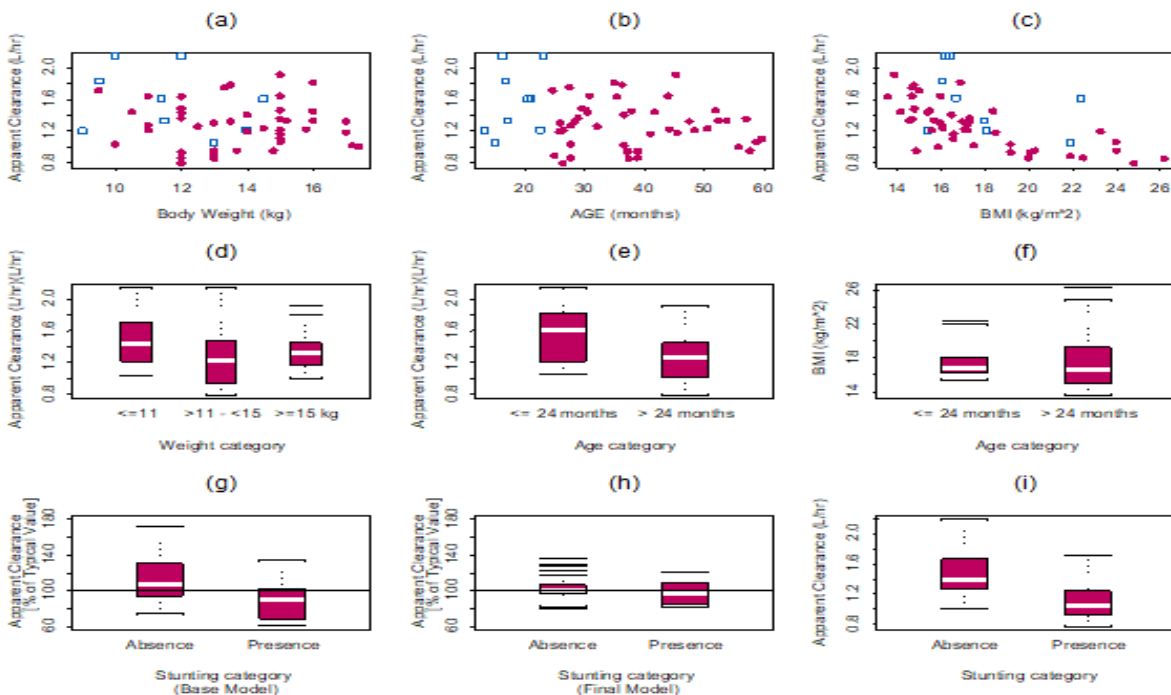 (a)
(b)
(c)
Apparent Clearance (L/hr)
0.8 1.2 1.6 2.0
10 12 14 16
Body Weight (kg)
Apparent Clearance (L/hr)
0.8 1.2 1.6 2.0
20 30 40 50 60
AGE (months)
Apparent Clearance (L/hr)
0.8 1.2 1.6 2.0
14 16 18 20 22 24 26
BMI (kg/m^2)
(d)
(e)
(f)
Apparent Clearance (L/hr)(L/hr)
0.8 1.2 1.6 2.0
<=11 >11 - <15 >=15 kg
Weight category
Apparent Clearance (L/hr)(L/hr)
0.8 1.2 1.6 2.0
<= 24 months > 24 months
Age category
BMI (kg/m^2)
14 18 22 26
<= 24 months > 24 months
Age category
(g)
(h)
(i)
Apparent Clearance
[% of Typical Value]
60 100 140 180
Absence Presence
Stunting category
(Base Model)
Apparent Clearance
[% of Typical Value]
60 100 140 180
Absence Presence
Stunting category
(Final Model)
Apparent Clearance (L/hr)
0.8 1.2 1.6 2.0
Absence Presence
Stunting category